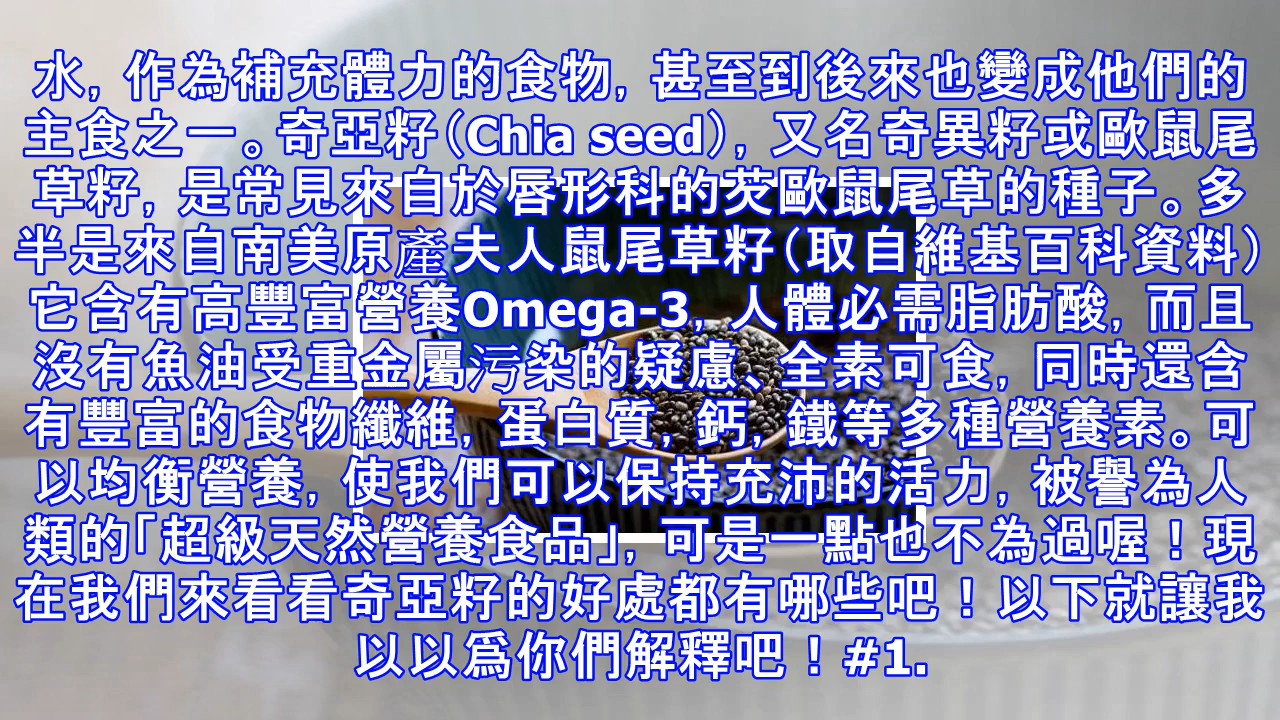 水, 作為補充體力的食物, 甚至到後來也變成他們的
主食之一。奇亞籽(Chia seed), 又名奇異籽或歐鼠尾
草籽, 是常見來自於唇形科的芡歐鼠尾草的種子。多
半是來自南美原產夫人鼠尾草籽(取自維基百科資料)
它含有高豐富營養Omega-3, 人體必需脂肪酸, 而且
沒有魚油受重金屬污染的疑慮、全素可食, 同時還含
有豐富的食物纖維, 蛋白質, 鈣, 鐵等多種營養素。可
以均衡營養, 使我們可以保持充沛的活力, 被譽為人
類的「超級天然營養食品」, 可是一點也不為過喔！現
在我們來看看奇亞籽的好處都有哪些吧！以下就讓我
以以爲你們解釋吧！#1.